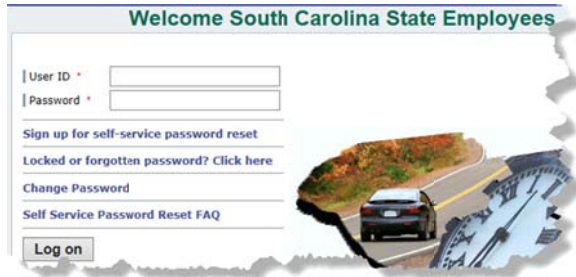 Welcome South Carolina State Employees
User ID *
Password *
Sign up for self-service password reset
Locked or forgotten password? Click here
Change Password
Self Service Password Reset FAQ
Log on